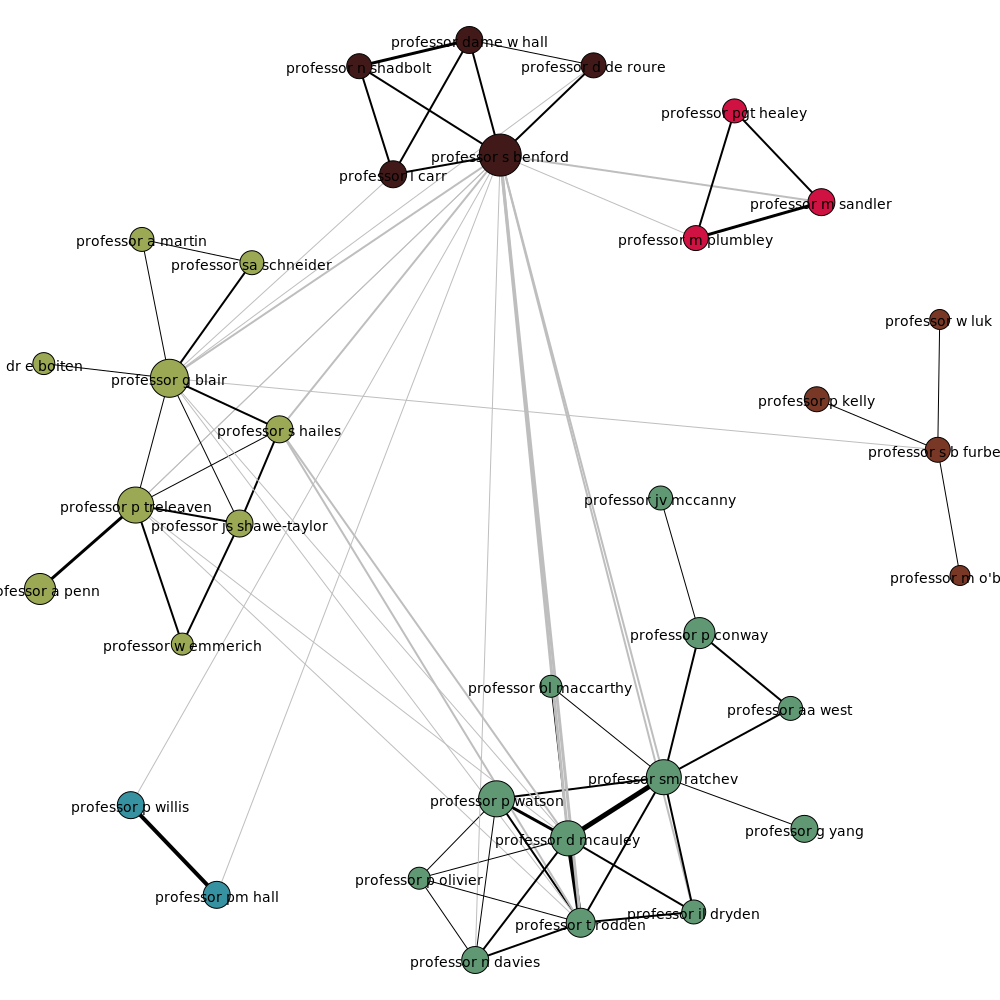 professor dame w hall
professor n shadbolt
professor d de roure
professor pgt healey
professor s benford
professor l carr
professor m sandler
professor a martin
professor m plumbley
professor sa schneider
professor w luk
dr e boiten
professor g blair
professor p kelly
professor s hailes
professor s b furbe
professor jv mccanny
professor p treleaven
professor js shawe-taylor
professor m o'b
ofessor a penn
professor p conway
professor w emmerich
professor bl maccarthy
professor aa west
professor sm ratchev
professor p watson
professor p willis
professor g yang
professor d mcauley
professor p olivier
professor pm hall
professor il dryden
professor t rodden
professor n davies